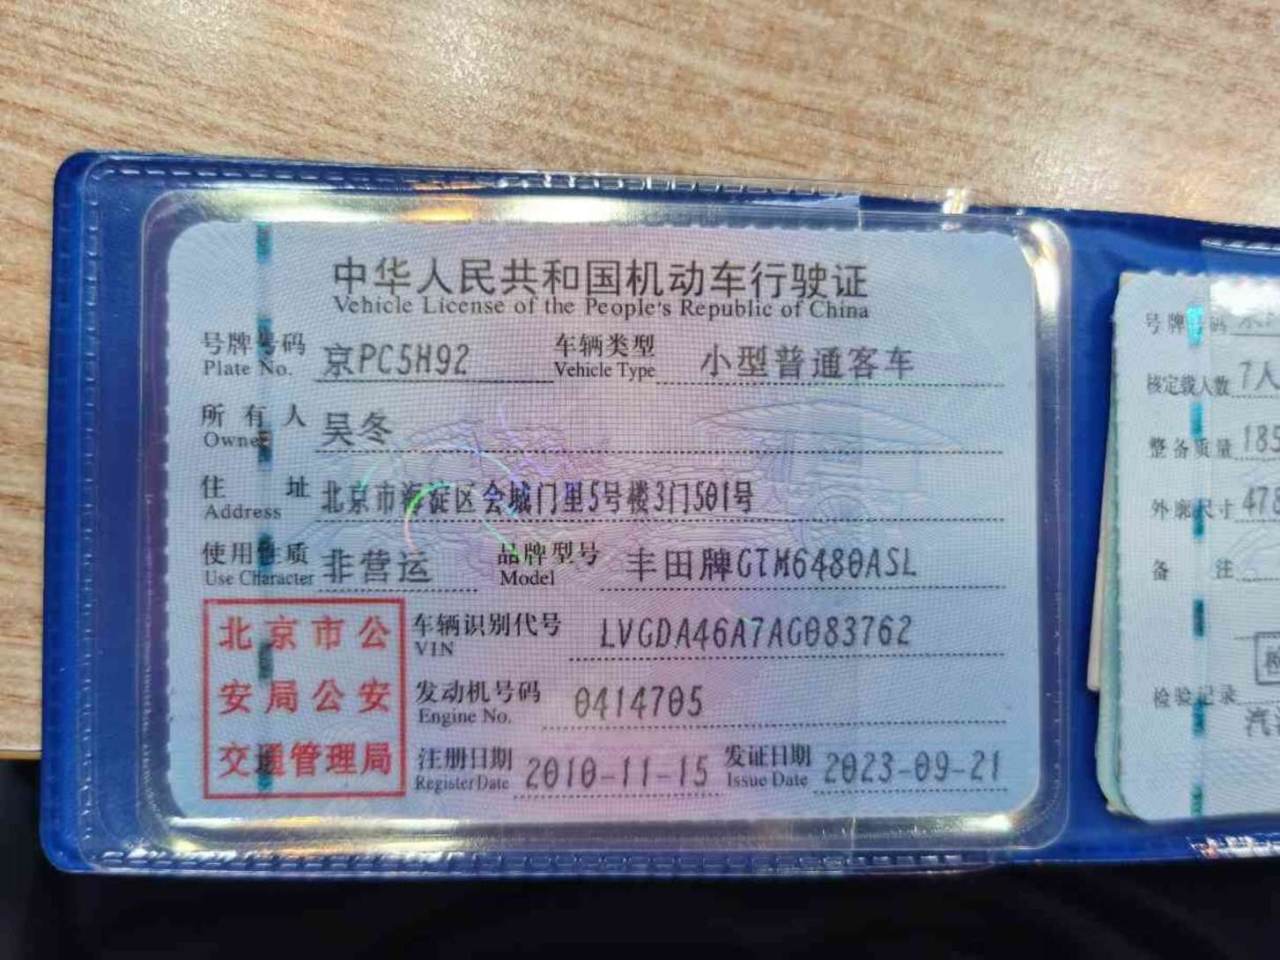 中华人民共和国机动车行驶证
Vehicle License of the People's Republic of China
号牌号码 京PC5H92 车辆类型 小型普通客车
Plate No. Vehicle Type
所有人 吴冬
Owner
住址 北京市海淀区会城门里5号楼3门501号
Address
使用性质 非营运 品牌型号 丰田牌GTM6480ASL
Use Character Model
北京市公
安局公安
交通管理局
车辆识别代号 LVGDA46A7AG083762
VIN
发动机号码 0414705
Engine No.
注册日期 2010-11-15 发证日期 2023-09-21
Register Date Issue Date
号牌号码
核定载人数 7人
整备质量 185
外廓尺寸 47
备注
检验记录